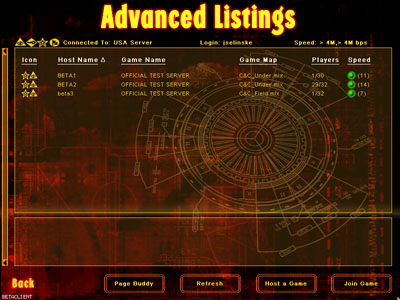 Advanced Listings
Connected To: USA Server Login: jselinske Speed: > 4M,> 4M bps
Icon Host Name Game Name Game Map Players Speed
BETA1 OFFICIAL TEST SERVER C&C_Under.mix 1/30 (11)
BETA2 OFFICIAL TEST SERVER C&C_Under.mix 29/32 (14)
beta3 OFFICIAL TEST SERVER C&C_Field.mix 1/32 (7)
Back Page Buddy Refresh Host a Game Join Game
BETACLIENT